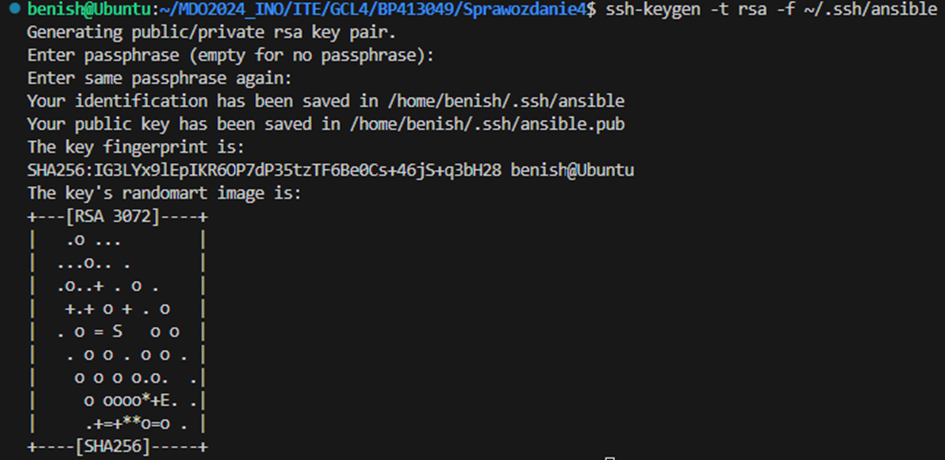 benish@Ubuntu:~/MDO2024_INO/ITE/GCL4/BP413049/Sprawozdanie4$ ssh-keygen -t rsa -f ~/.ssh/ansible
Generating public/private rsa key pair.
Enter passphrase (empty for no passphrase):
Enter same passphrase again:
Your identification has been saved in /home/benish/.ssh/ansible
Your public key has been saved in /home/benish/.ssh/ansible.pub
The key fingerprint is:
SHA256:IG3LYx9lEpIKR6OP7dP35tzTF6Be0Cs+46jS+q3bH28 benish@Ubuntu
The key's randomart image is:
+---[RSA 3072]----+
|   .o ...        |
|  ...o.. .       |
|  .o..+ . o .    |
|   +.+ o + . o   |
|  . o = S   o o  |
|   . o o . o o . |
|    o o o o.o.  .|
|     o oooo*+E. .|
|     .+=+**o=o . |
+----[SHA256]-----+